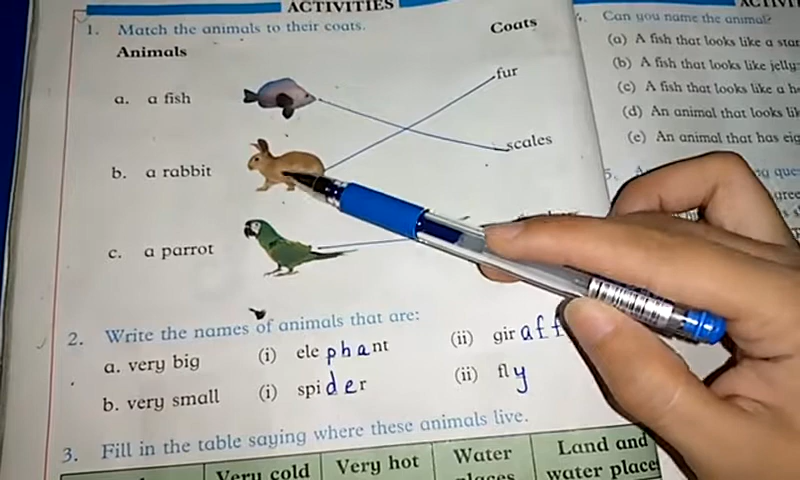 ACTIVITIES
1. Match the animals to their coats.
Animals
Coats
a. a fish
fur
b. a rabbit
scales
c. a parrot
2. Write the names of animals that are:
a. very big (i) elephant (ii) giraff
b. very small (i) spider (ii) fly
3. Fill in the table saying where these animals live.
Very cold
Very hot
Water
Land and
water place
Can you name the animal?
(a) A fish that looks like a star
(b) A fish that looks like jelly
(c) A fish that looks like a
(d) An animal that looks
(e) An animal that has
5.